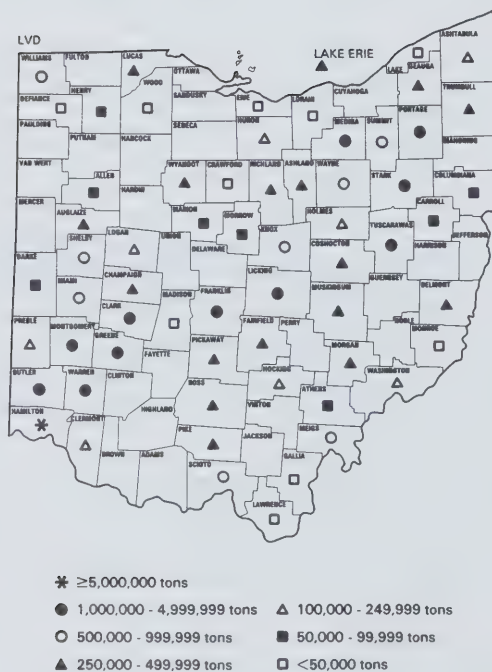 LVD
LAKE ERIE
WILLIAMS
FULTON
LUCAS
OTTAWA
ASHTABULA
LAKE
GEAUGA
CUYAHOGA
TRUMBULL
DEFIANCE
HENRY
WOOD
SANDUSKY
ERIE
LORAIN
MEDINA
SUMMIT
PORTAGE
MAHONING
PAULDING
PUTNAM
HANCOCK
SENECA
HURON
VAN WERT
ALLEN
HARDIN
WYANDOT
CRAWFORD
RICHLAND
ASHLAND
WAYNE
STARK
COLUMBIANA
CARROLL
MERCER
AUGLAIZE
MARION
MORROW
KNOX
HOLMES
TUSCARAWAS
JEFFERSON
HARRISON
SHELBY
LOGAN
UNION
DELAWARE
COSHOCTON
DARKE
MIAMI
CHAMPAIGN
LICKING
GUERNSEY
BELMONT
CLARK
MADISON
FRANKLIN
MUSKINGUM
PREBLE
MONTGOMERY
GREENE
FAYETTE
PICKAWAY
FAIRFIELD
PERRY
MORGAN
NOBLE
MONROE
BUTLER
WARREN
CLINTON
ROSS
HOCKING
ATHENS
WASHINGTON
HAMILTON
CLERMONT
HIGHLAND
VINTON
MEIGS
BROWN
ADAMS
PIKE
JACKSON
SCIOTO
GALLIA
LAWRENCE
≥5,000,000 tons
1,000,000 - 4,999,999 tons
100,000 - 249,999 tons
500,000 - 999,999 tons
50,000 - 99,999 tons
250,000 - 499,999 tons
<50,000 tons